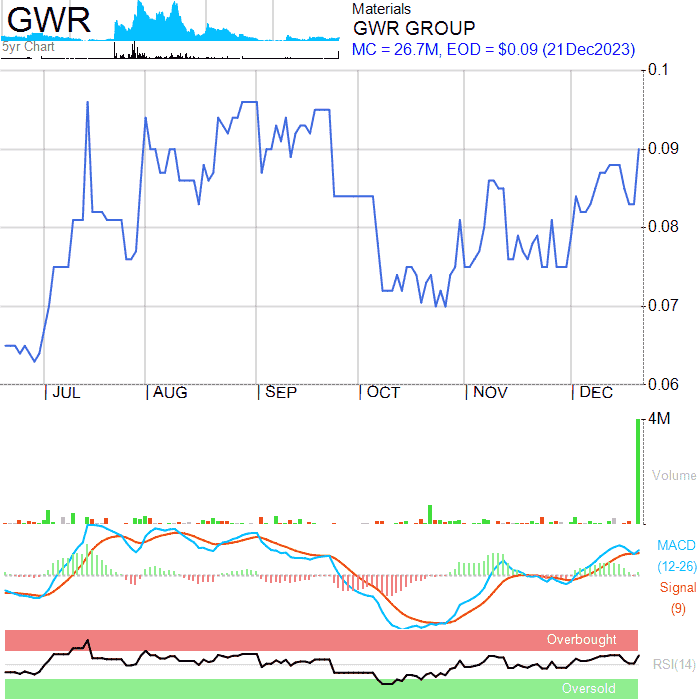 GWR
5yr Chart
Materials
GWR GROUP
MC = 26.7M, EOD = $0.09 (21Dec2023)
0.1
0.09
0.08
0.07
0.06
JUL AUG SEP OCT NOV DEC
4M
Volume
MACD
(12-26)
Signal
(9)
Overbought
RSI(14)
Oversold